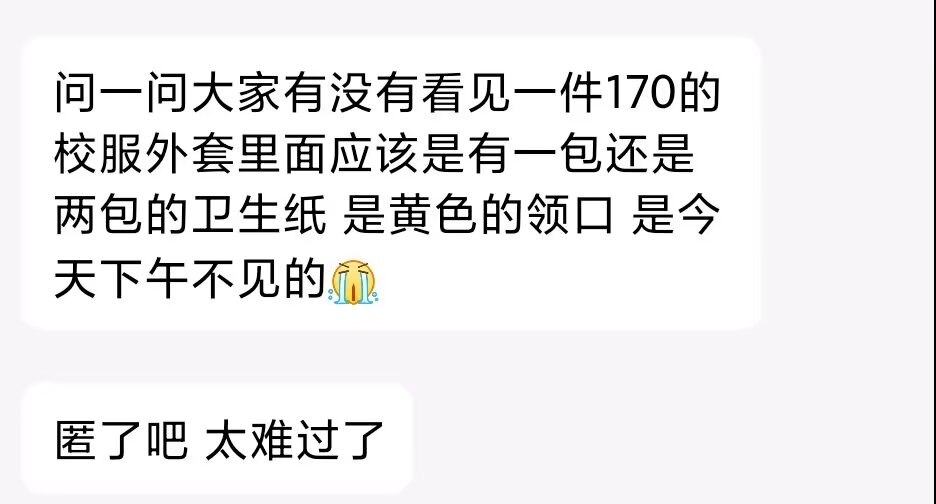 问一问大家有没有看见一件170的
校服外套里面应该是有一包还是
两包的卫生纸 是黄色的领口 是今
天下午不见的😭
匿了吧 太难过了